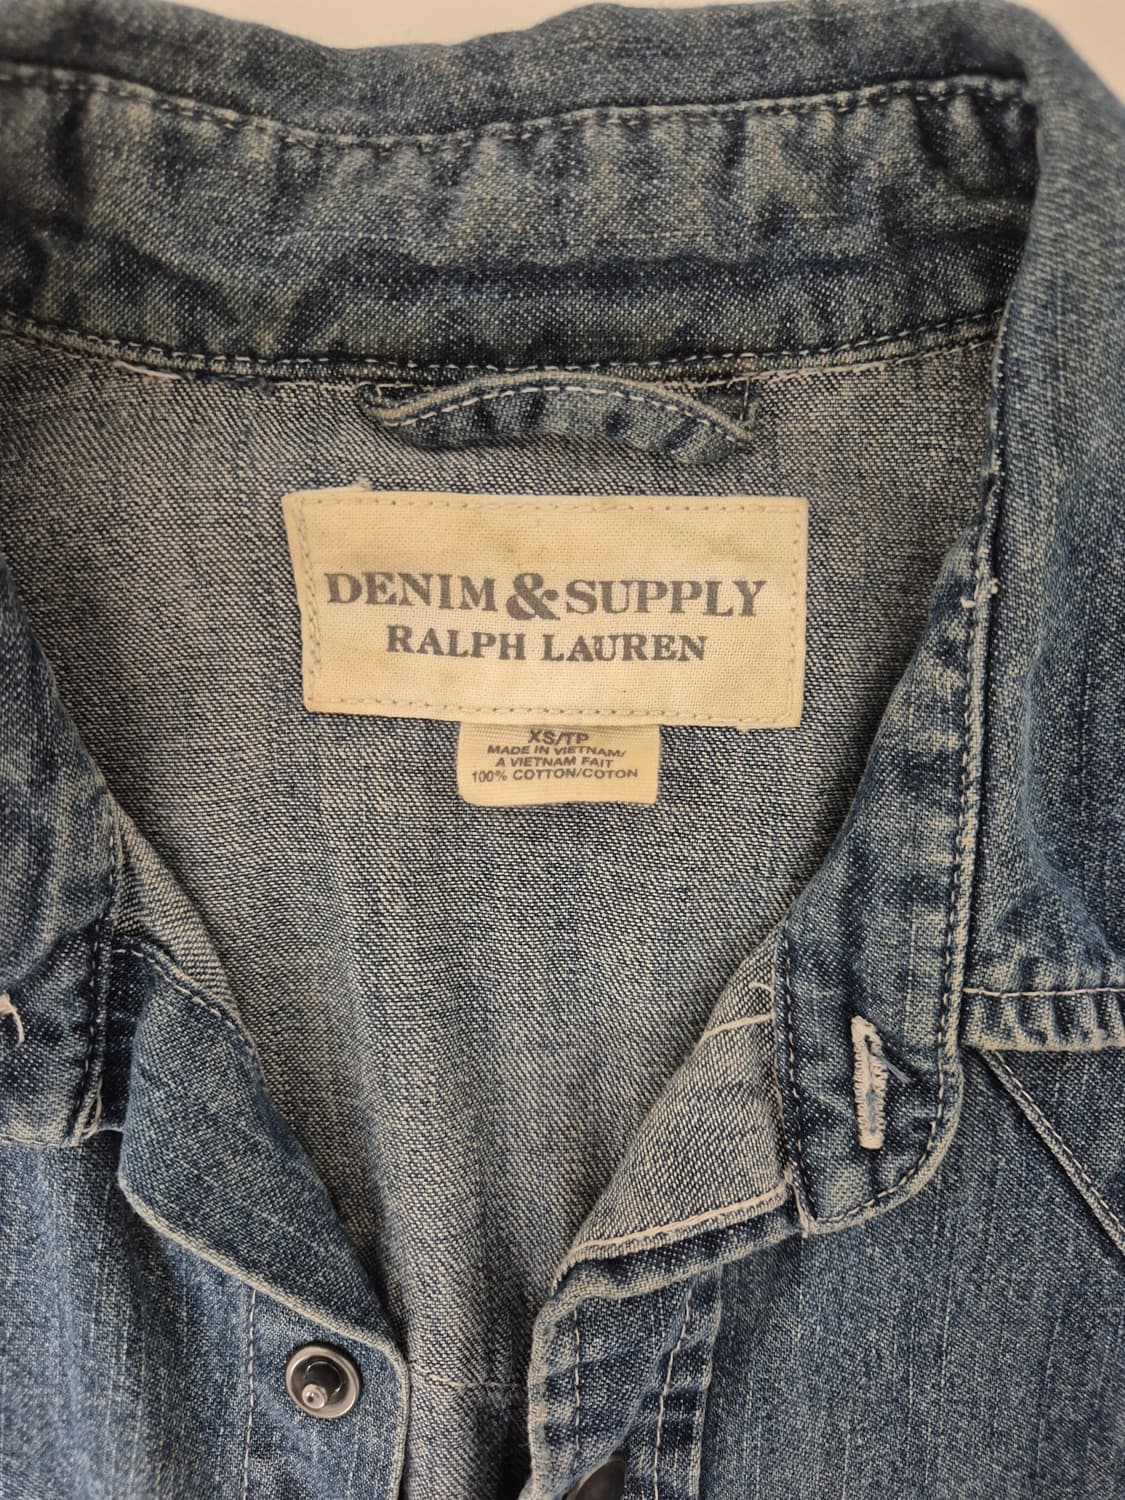 DENIM & SUPPLY
RALPH LAUREN
XS/TP
MADE IN VIETNAM/
A VIETNAM FAIT
100% COTTON/COTON